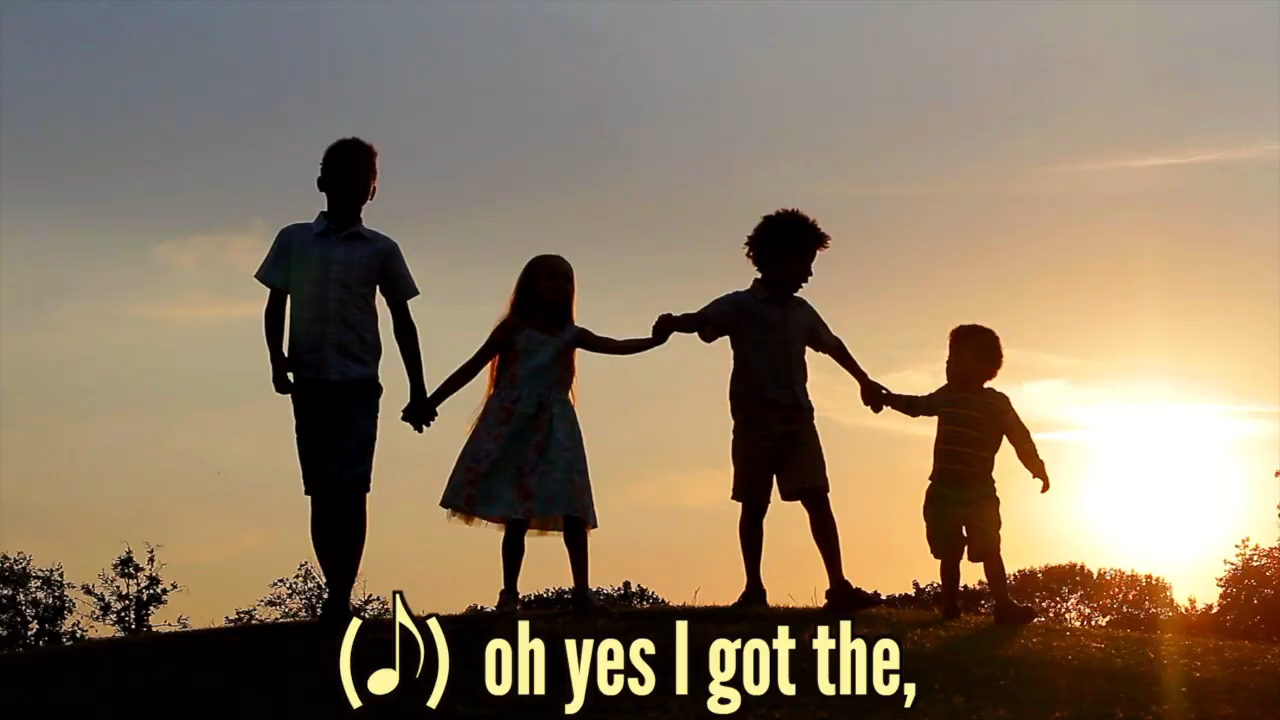 (♪) oh yes I got the,